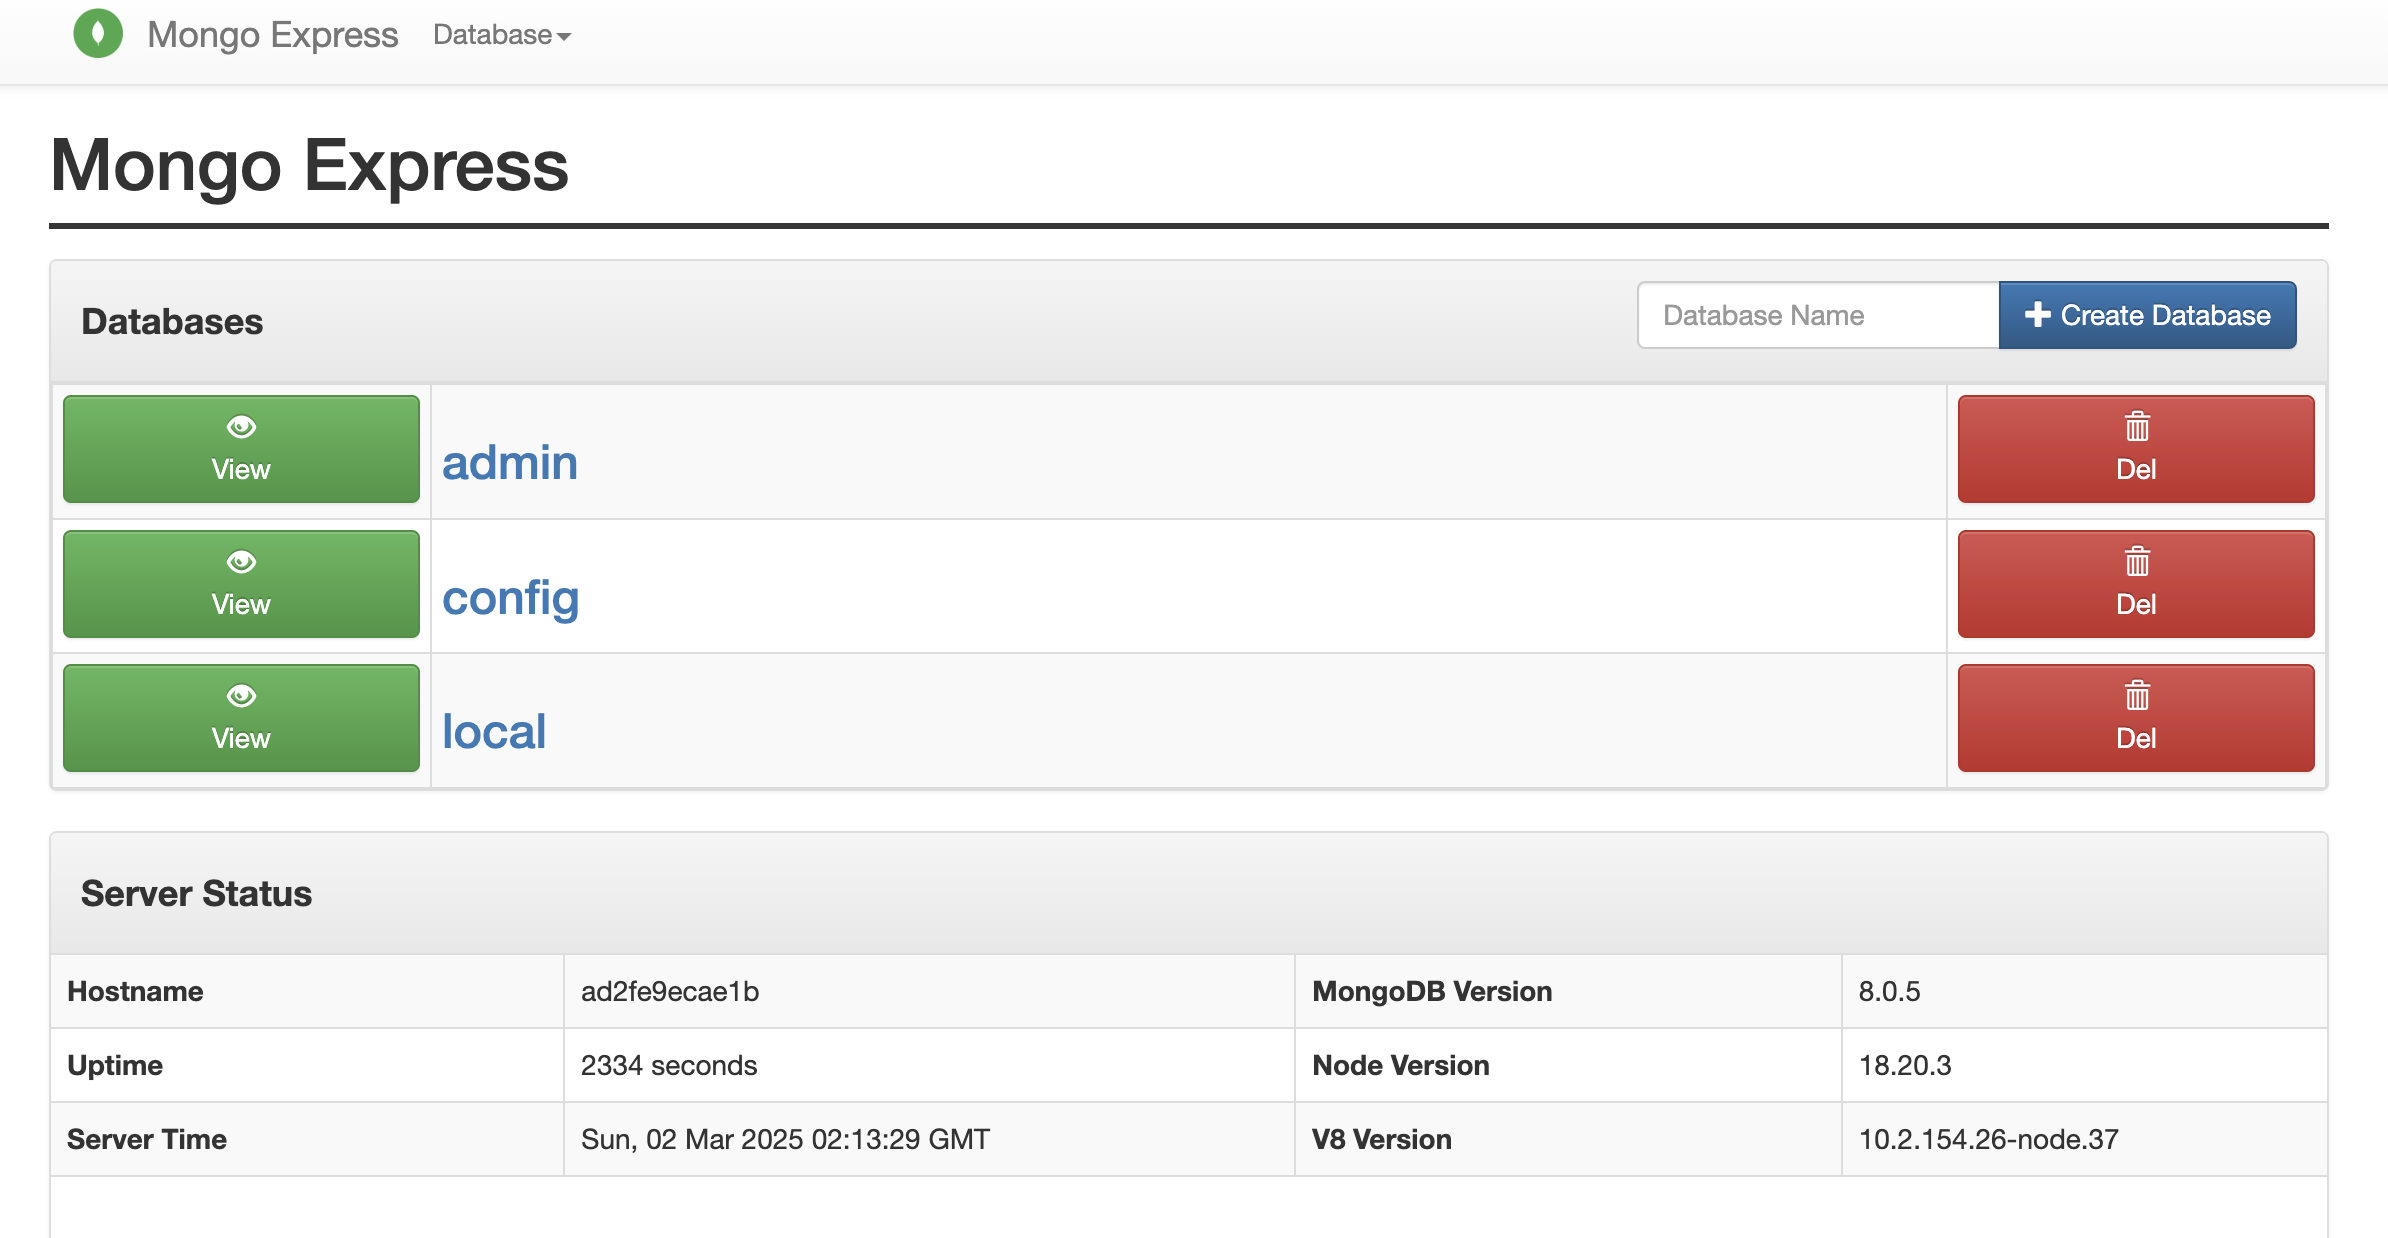 Mongo Express Database
Mongo Express
Databases
Database Name Create Database
View admin Del
View config Del
View local Del
Server Status
Hostname ad2fe9ecae1b MongoDB Version 8.0.5
Uptime 2334 seconds Node Version 18.20.3
Server Time Sun, 02 Mar 2025 02:13:29 GMT V8 Version 10.2.154.26-node.37